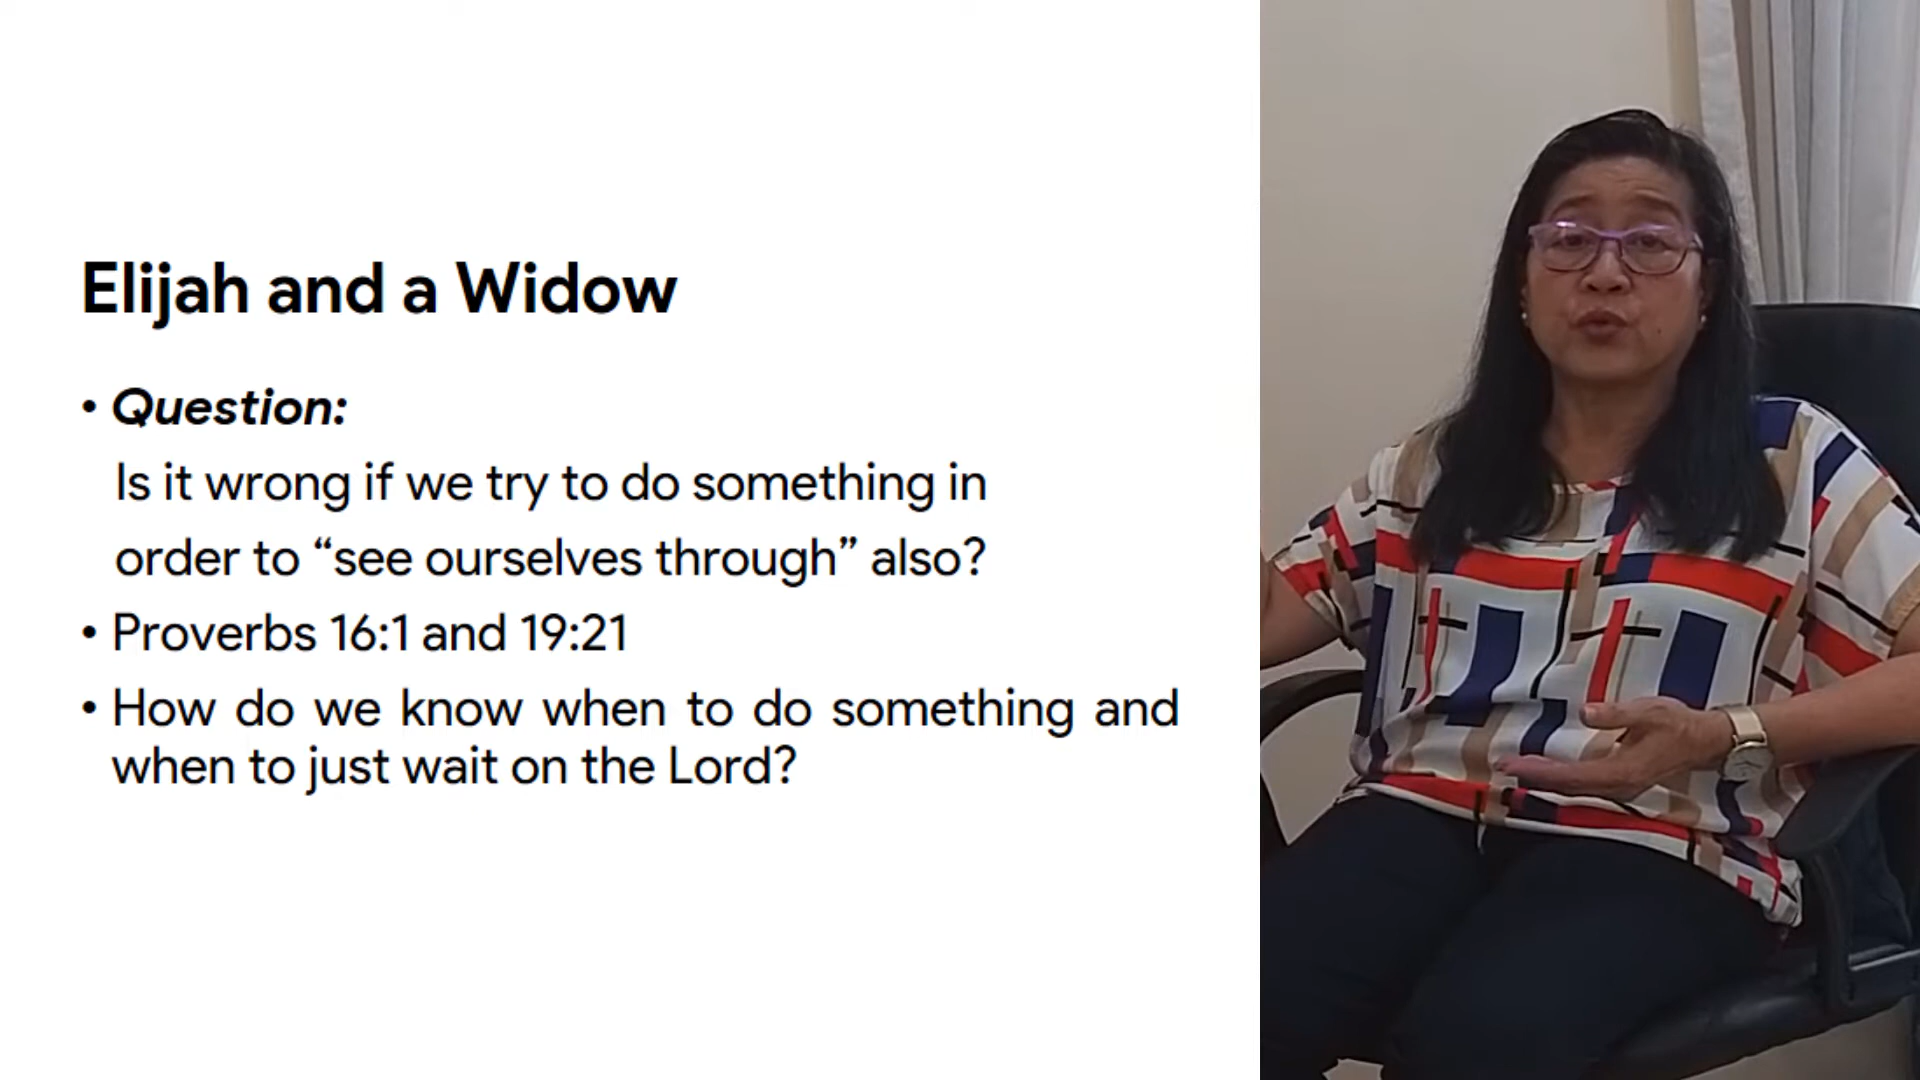 Elijah and a Widow
• Question:
Is it wrong if we try to do something in
order to “see ourselves through” also?
• Proverbs 16:1 and 19:21
• How do we know when to do something and
when to just wait on the Lord?